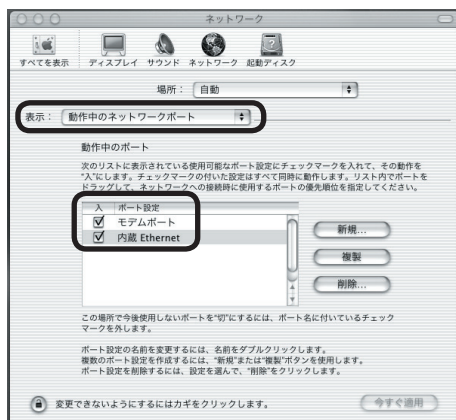 ネットワーク
すべてを表示 ディスプレイ サウンド ネットワーク 起動ディスク
場所： 自動
表示： 動作中のネットワークポート
動作中のポート
次のリストに表示されている使用可能なポート設定にチェックマークを入れて、その動作を
“入”にします。チェックマークの付いた設定はすべて同時に動作します。リスト内でポートを
ドラッグして、ネットワークへの接続時に使用するポートの優先順位を指定してください。
入 ポート設定
モデムポート
内蔵 Ethernet
新規...
複製
削除...
この場所で今後使用しないポートを“切”にするには、ポート名に付いているチェック
マークを外します。
ポート設定の名前を変更するには、名前をダブルクリックします。
複数のポート設定を作成するには、“新規”または“複製”ボタンを使用します。
ポート設定を削除するには、設定を選んで、“削除”をクリックします。
変更できないようにするにはカギをクリックします。
今すぐ適用